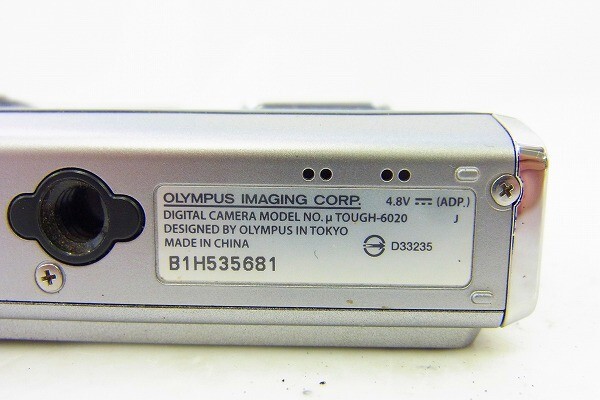 OLYMPUS IMAGING CORP. 4.8V ⎓ (ADP.)
DIGITAL CAMERA MODEL NO. μ TOUGH-6020 J
DESIGNED BY OLYMPUS IN TOKYO
MADE IN CHINA D33235
B1H535681